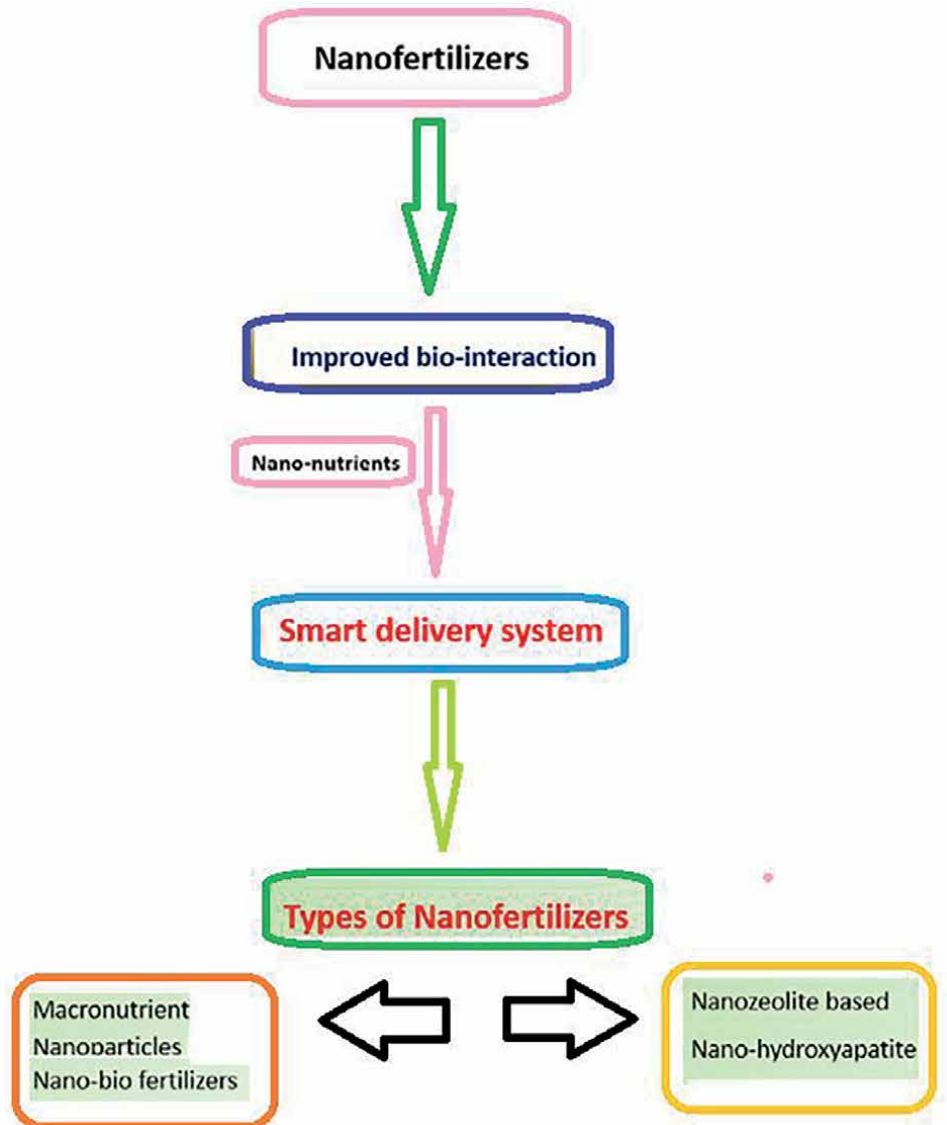 Nanofertilizers
Improved bio-interaction
Nano-nutrients
Smart delivery system
Types of Nanofertilizers
Macronutrient
Nanoparticles
Nano-bio fertilizers
Nanozeolite based
Nano-hydroxyapatite